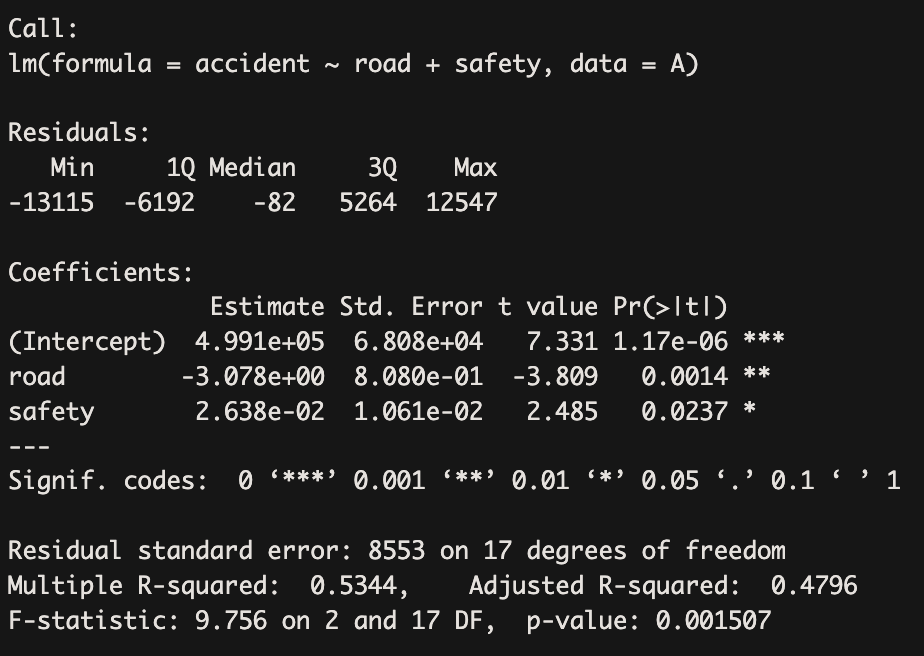 Call:
lm(formula = accident ~ road + safety, data = A)
Residuals:
   Min     1Q Median     3Q    Max
-13115  -6192    -82   5264  12547
Coefficients:
              Estimate Std. Error t value Pr(>|t|)
(Intercept)  4.991e+05  6.808e+04   7.331 1.17e-06 ***
road        -3.078e+00  8.080e-01  -3.809   0.0014 **
safety       2.638e-02  1.061e-02   2.485   0.0237 *
---
Signif. codes:  0 ‘***’ 0.001 ‘**’ 0.01 ‘*’ 0.05 ‘.’ 0.1 ‘ ’ 1
Residual standard error: 8553 on 17 degrees of freedom
Multiple R-squared:  0.5344,    Adjusted R-squared:  0.4796
F-statistic: 9.756 on 2 and 17 DF,  p-value: 0.001507